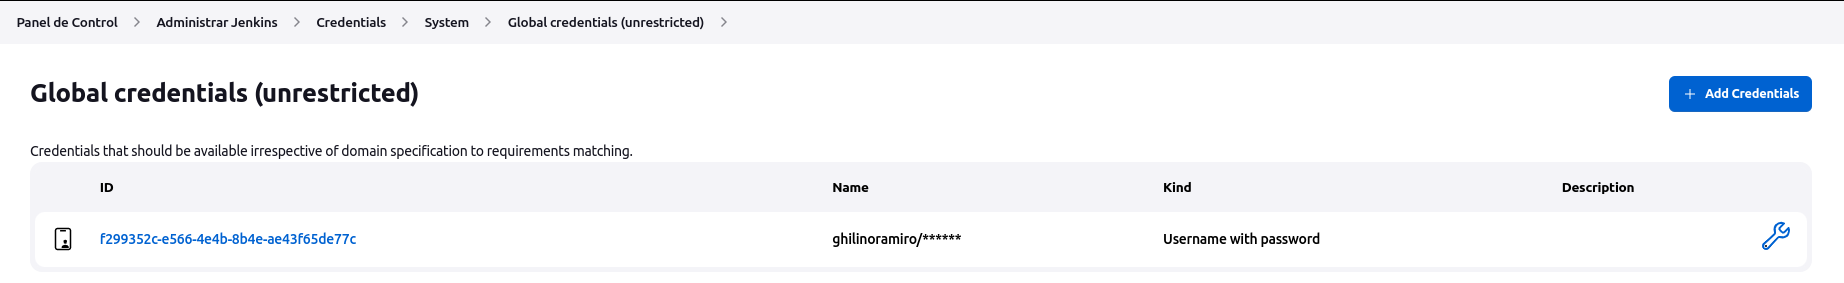 Panel de Control > Administrar Jenkins > Credentials > System > Global credentials (unrestricted) >
Global credentials (unrestricted)
+ Add Credentials
Credentials that should be available irrespective of domain specification to requirements matching.
ID Name Kind Description
f299352c-e566-4e4b-8b4e-ae43f65de77c ghilinoramiro/****** Username with password